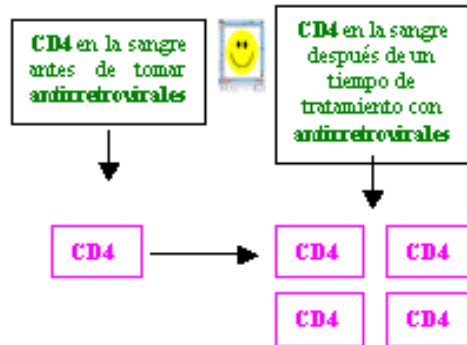 CD4 en la sangre
antes de tomar
antirretrovirales
CD4 en la sangre
después de un
tiempo de
tratamiento con
antirretrovirales
CD4
CD4
CD4
CD4
CD4